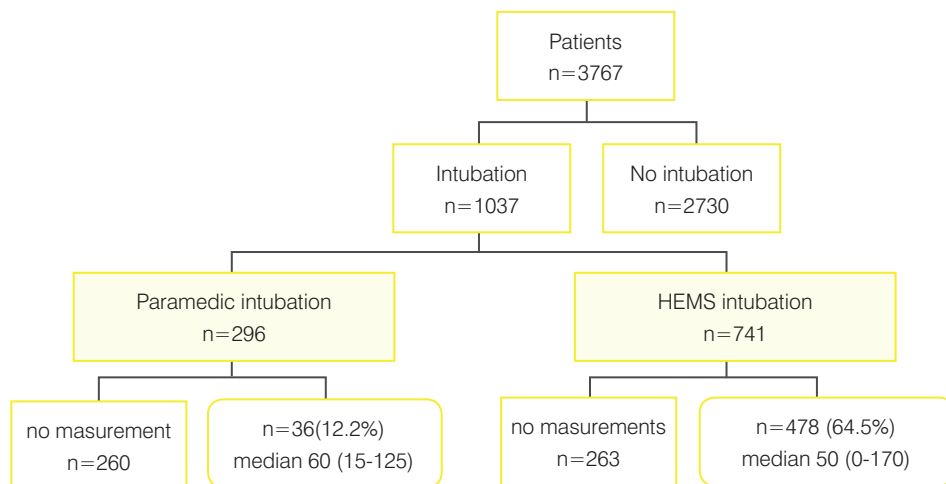 Patients
n=3767
Intubation
n=1037
No intubation
n=2730
Paramedic intubation
n=296
HEMS intubation
n=741
no masurement
n=260
n=36(12.2%)
median 60 (15-125)
no masurements
n=263
n=478 (64.5%)
median 50 (0-170)